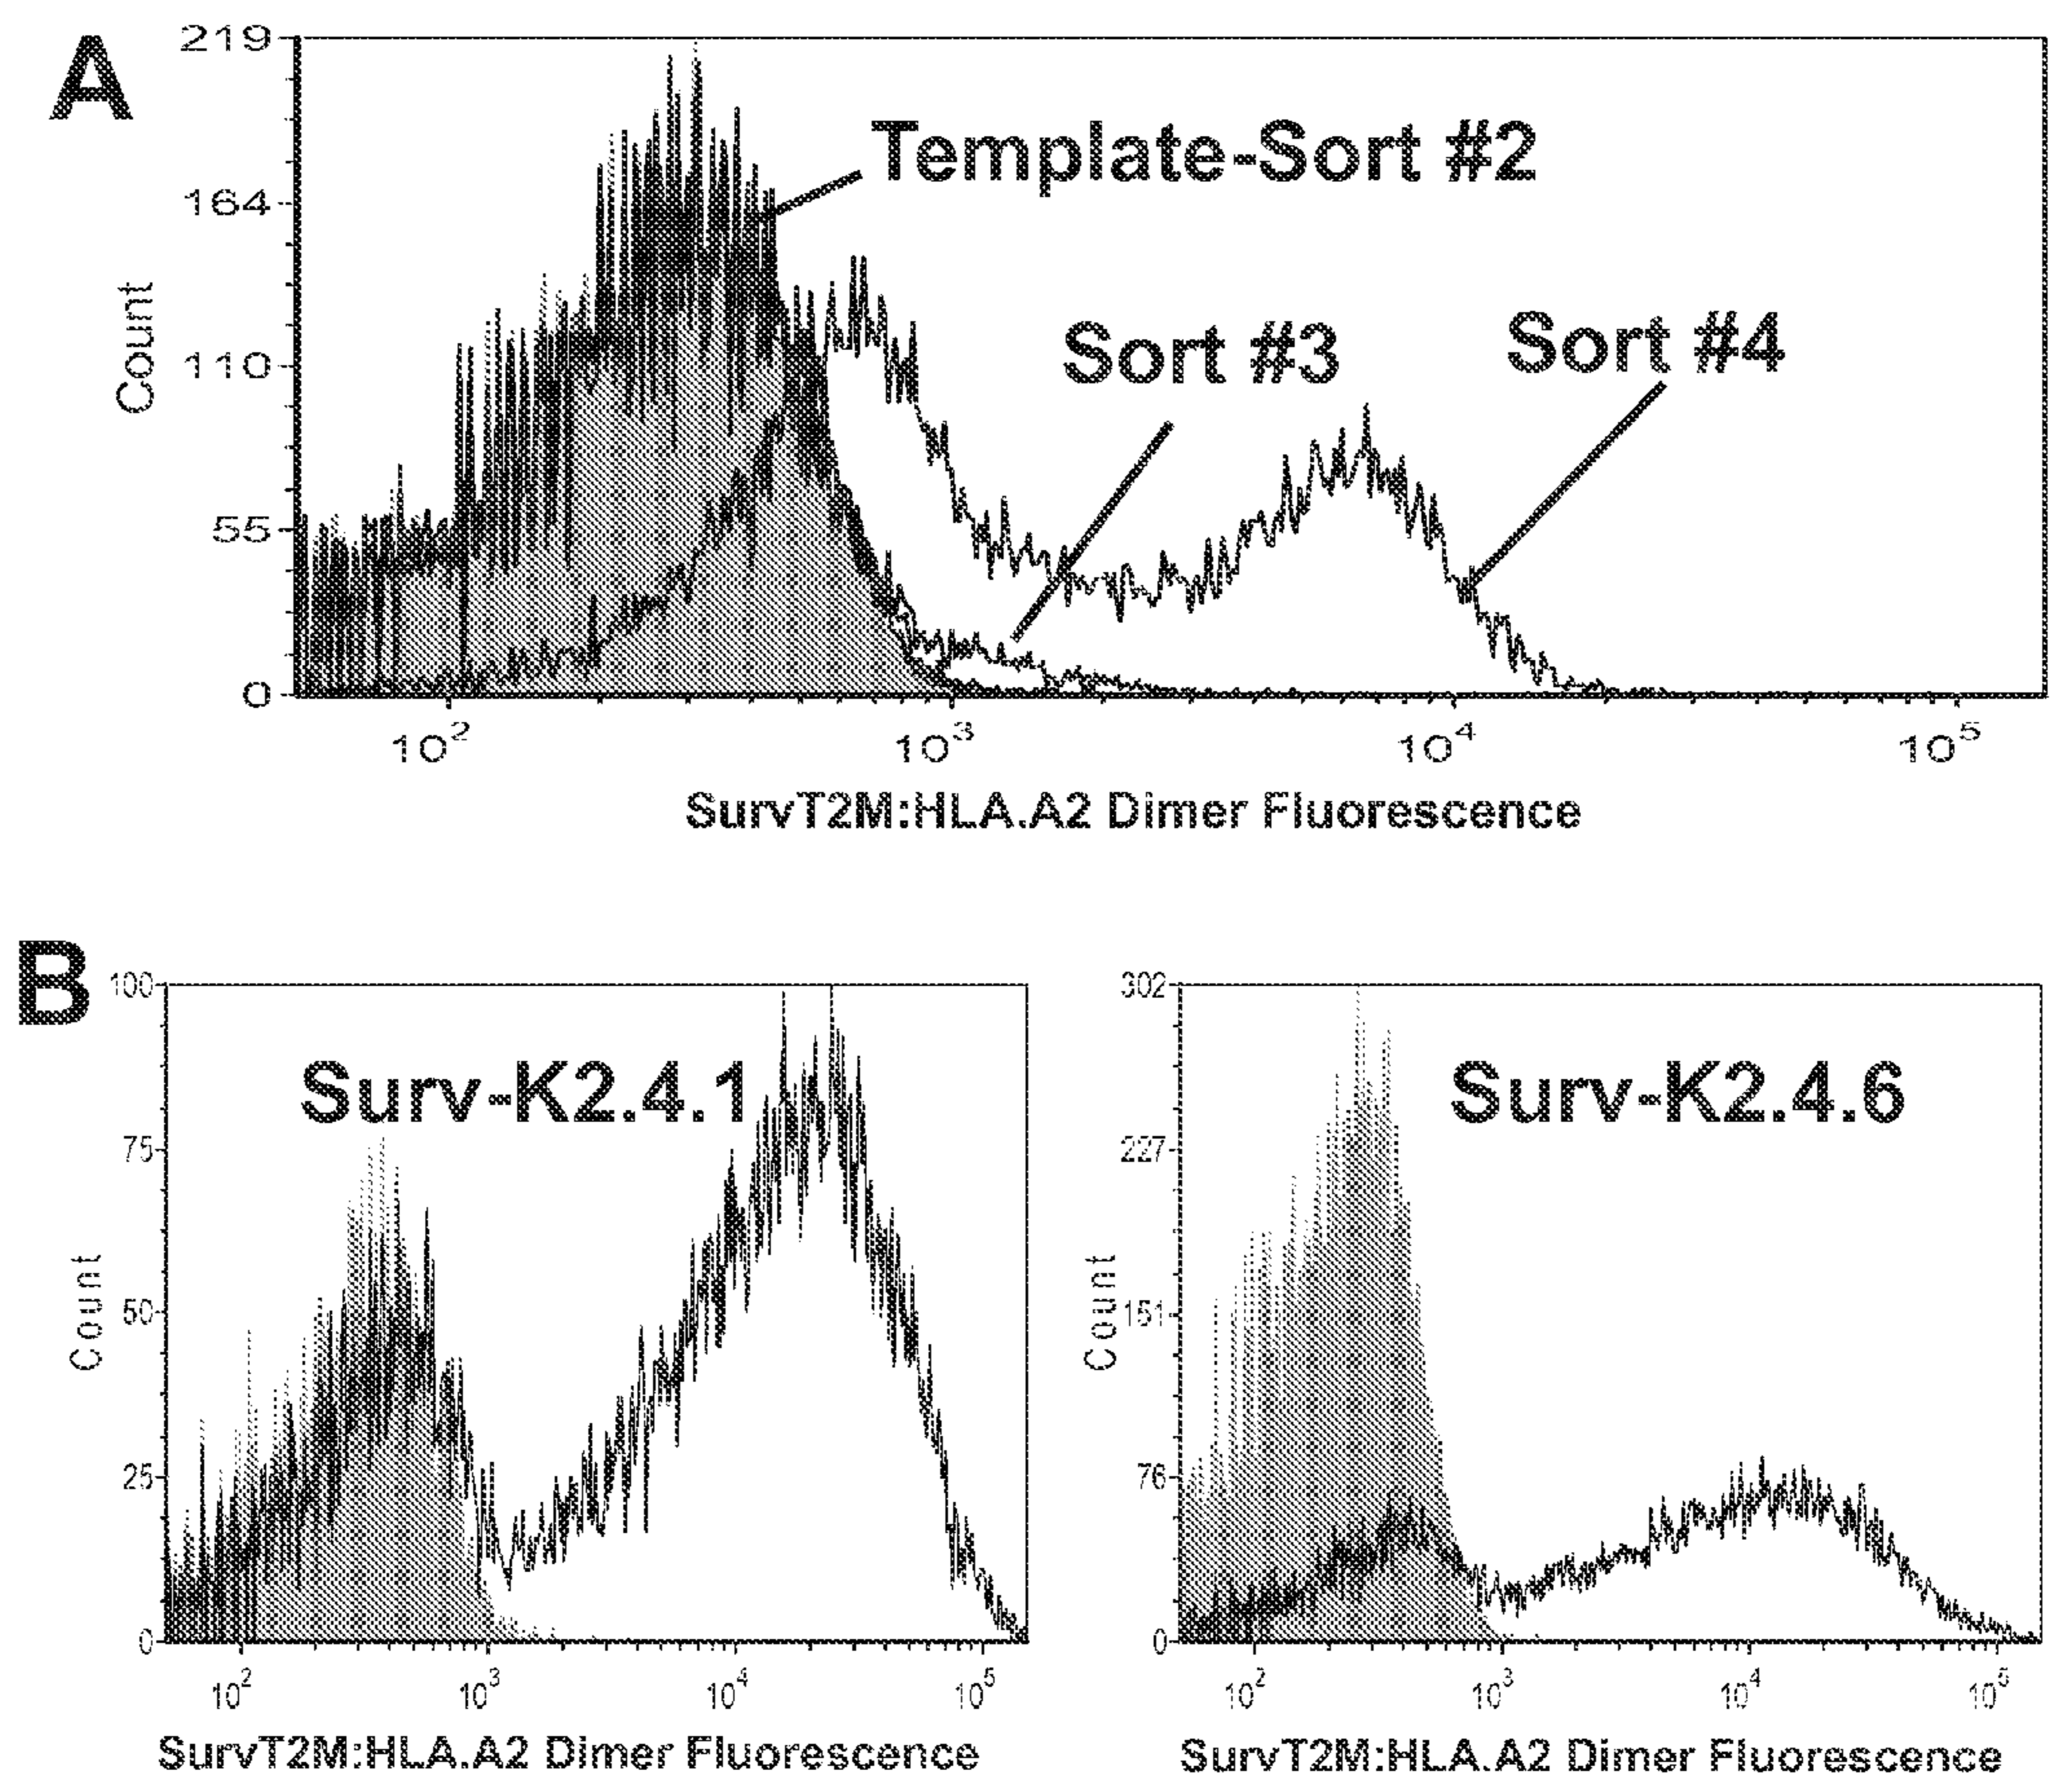 A
219
164
110
55
0
Count
Template-Sort #2
Sort #3
Sort #4
10² 10³ 10⁴ 10⁵
SurvT2M:HLA.A2 Dimer Fluorescence
B
100
75
50
25
0
Count
Surv-K2.4.1
10² 10³ 10⁴ 10⁵
SurvT2M:HLA.A2 Dimer Fluorescence
302
227
151
76
0
Count
Surv-K2.4.6
10² 10³ 10⁴ 10⁵
SurvT2M:HLA.A2 Dimer Fluorescence